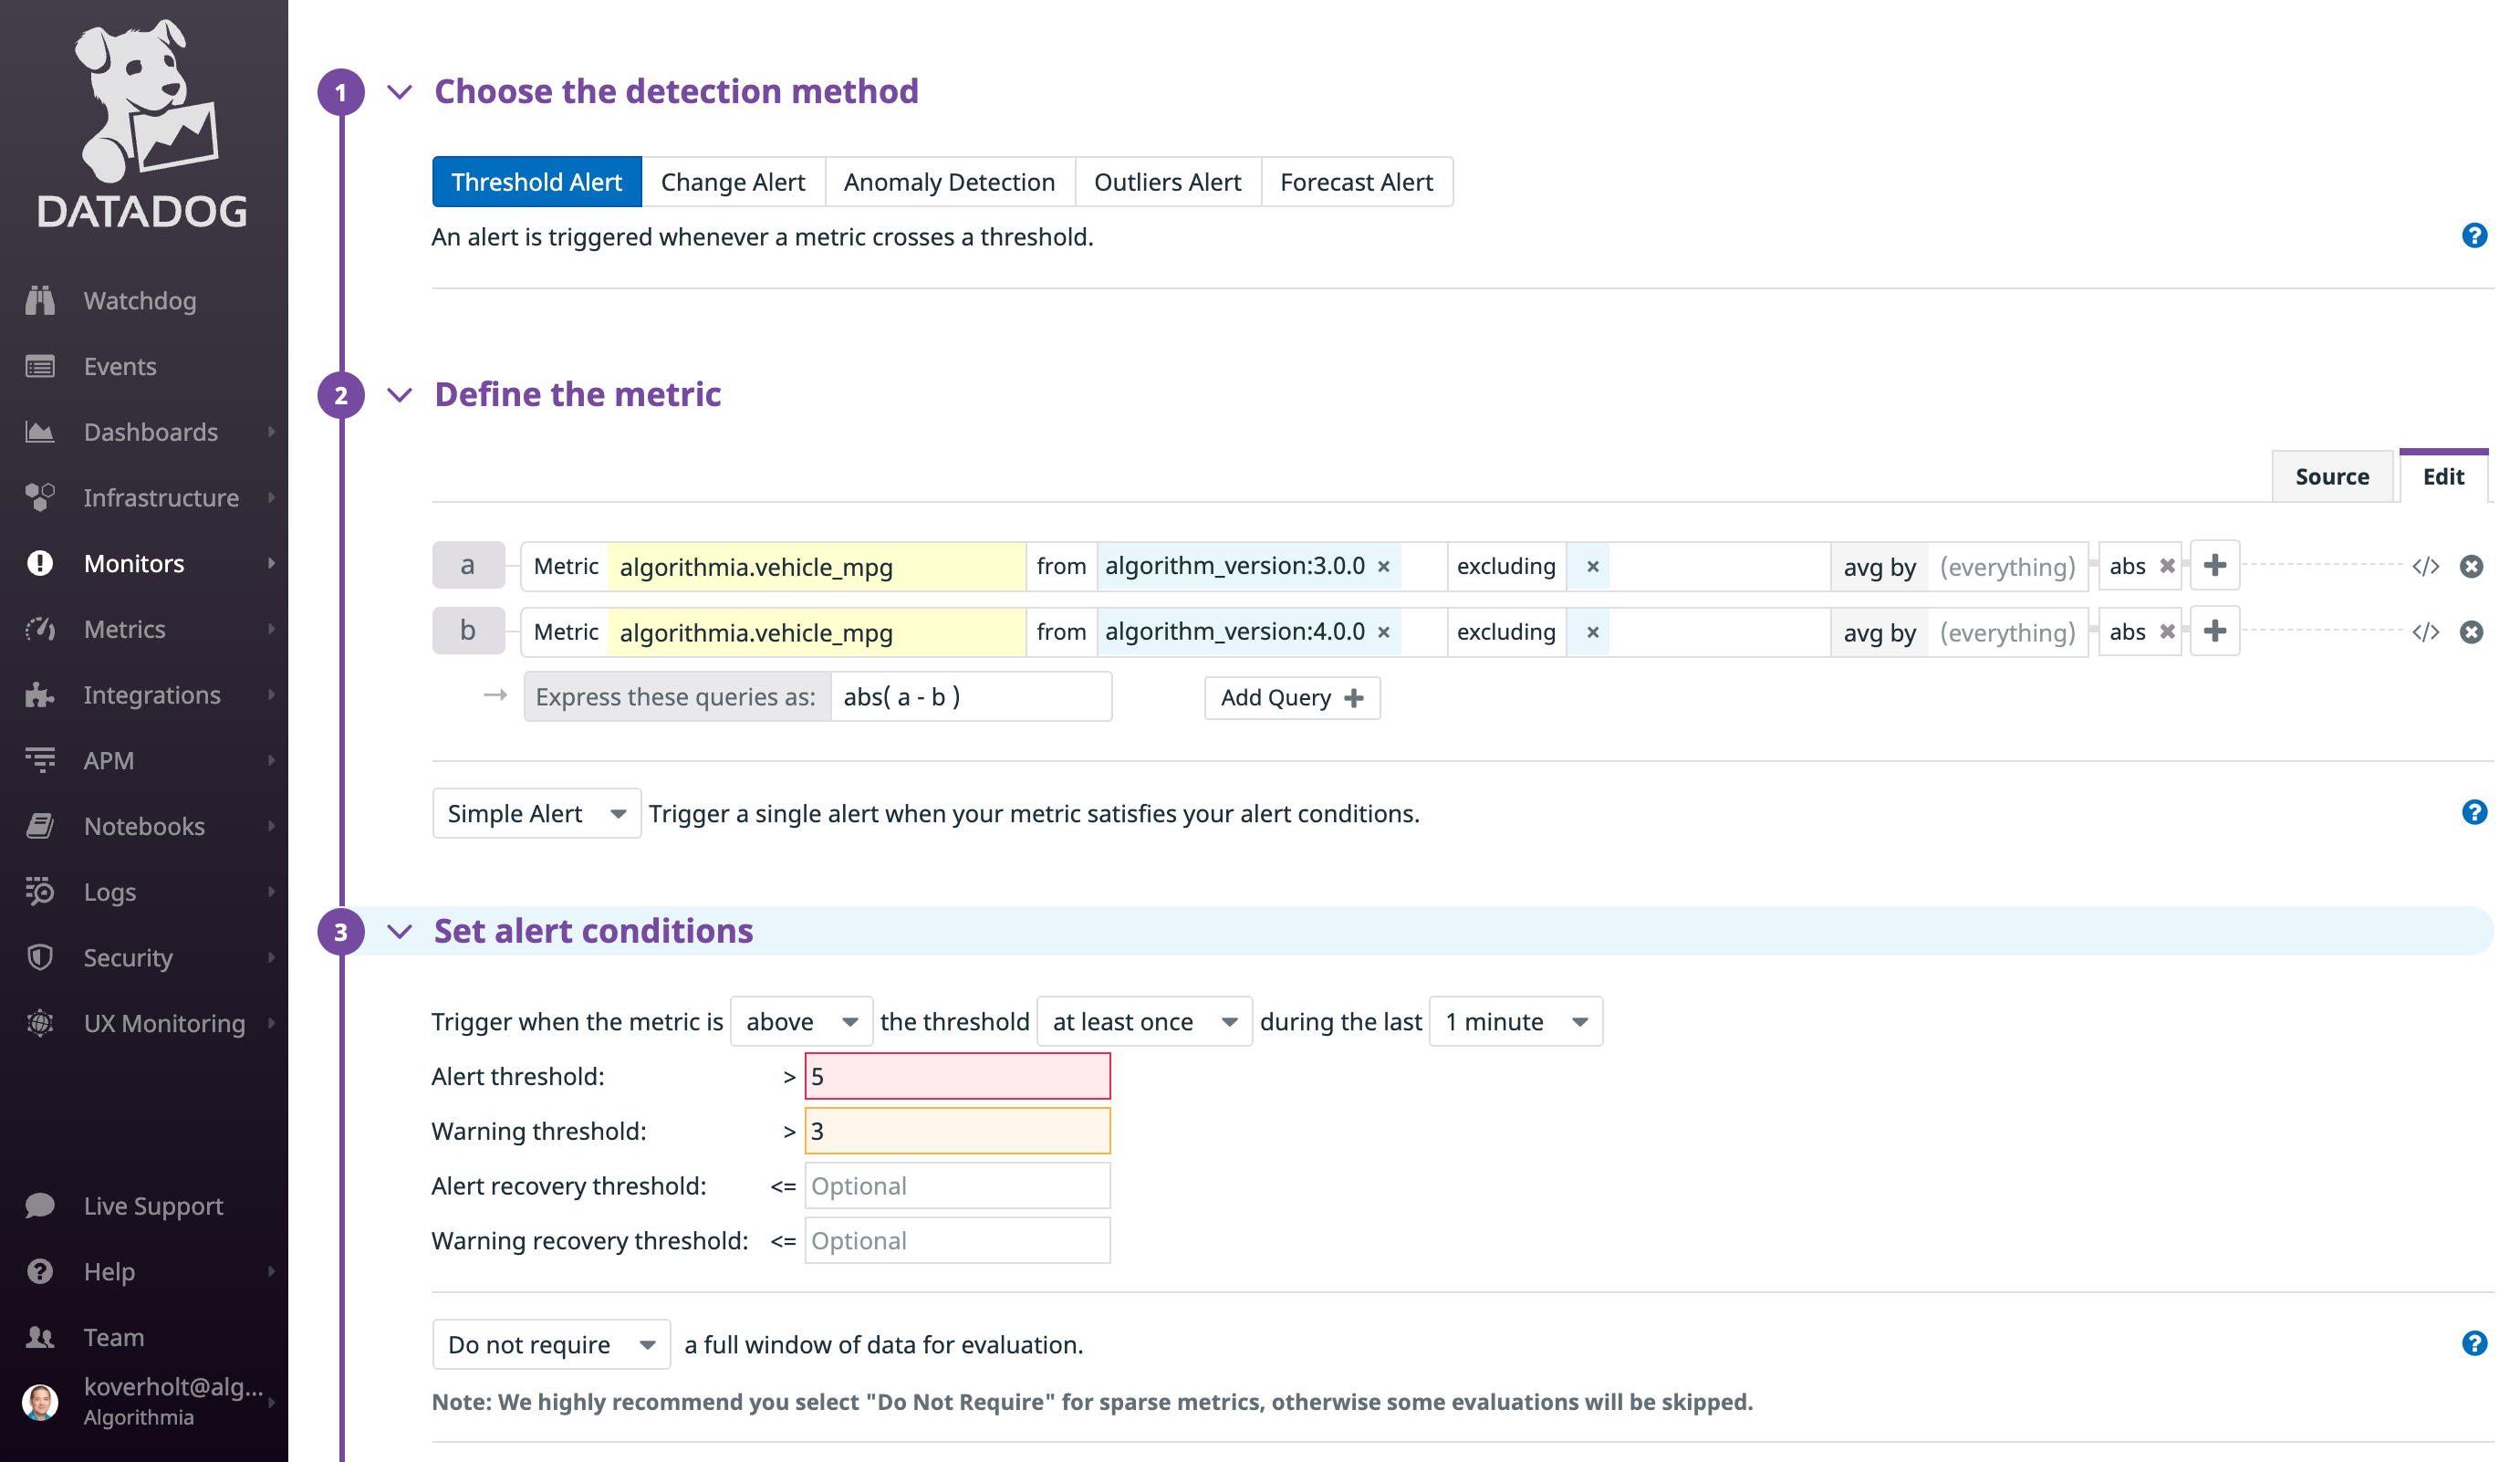 DATADOG
Watchdog
Events
Dashboards
Infrastructure
Monitors
Metrics
Integrations
APM
Notebooks
Logs
Security
UX Monitoring
Live Support
Help
Team
koverholt@alg...
Algorithmia
1 Choose the detection method
Threshold Alert Change Alert Anomaly Detection Outliers Alert Forecast Alert
An alert is triggered whenever a metric crosses a threshold. ?
2 Define the metric
Source Edit
a Metric algorithmia.vehicle_mpg from algorithm_version:3.0.0 × excluding × avg by (everything) abs ✖ + </> ×
b Metric algorithmia.vehicle_mpg from algorithm_version:4.0.0 × excluding × avg by (everything) abs ✖ + </> ×
→ Express these queries as: abs( a - b ) Add Query +
Simple Alert Trigger a single alert when your metric satisfies your alert conditions. ?
3 Set alert conditions
Trigger when the metric is above the threshold at least once during the last 1 minute
Alert threshold: > 5
Warning threshold: > 3
Alert recovery threshold: <= Optional
Warning recovery threshold: <= Optional
Do not require a full window of data for evaluation. ?
Note: We highly recommend you select "Do Not Require" for sparse metrics, otherwise some evaluations will be skipped.